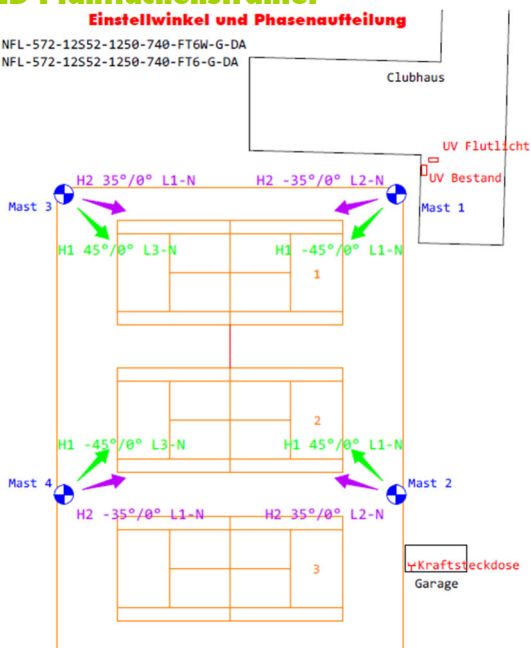 Einstellwinkel und Phasenaufteilung
NFL-572-12S52-1250-740-FT6W-G-DA
NFL-572-12S52-1250-740-FT6-G-DA
Clubhaus
UV Flutlicht
UV Bestand
H2 35°/0° L1-N
H2 -35°/0° L2-N
Mast 3
Mast 1
H1 45°/0° L3-N
H1 -45°/0° L1-N
1
2
H1 -45°/0° L3-N
H1 45°/0° L1-N
Mast 4
Mast 2
H2 -35°/0° L1-N
H2 35°/0° L2-N
3
Kraftsteckdose
Garage